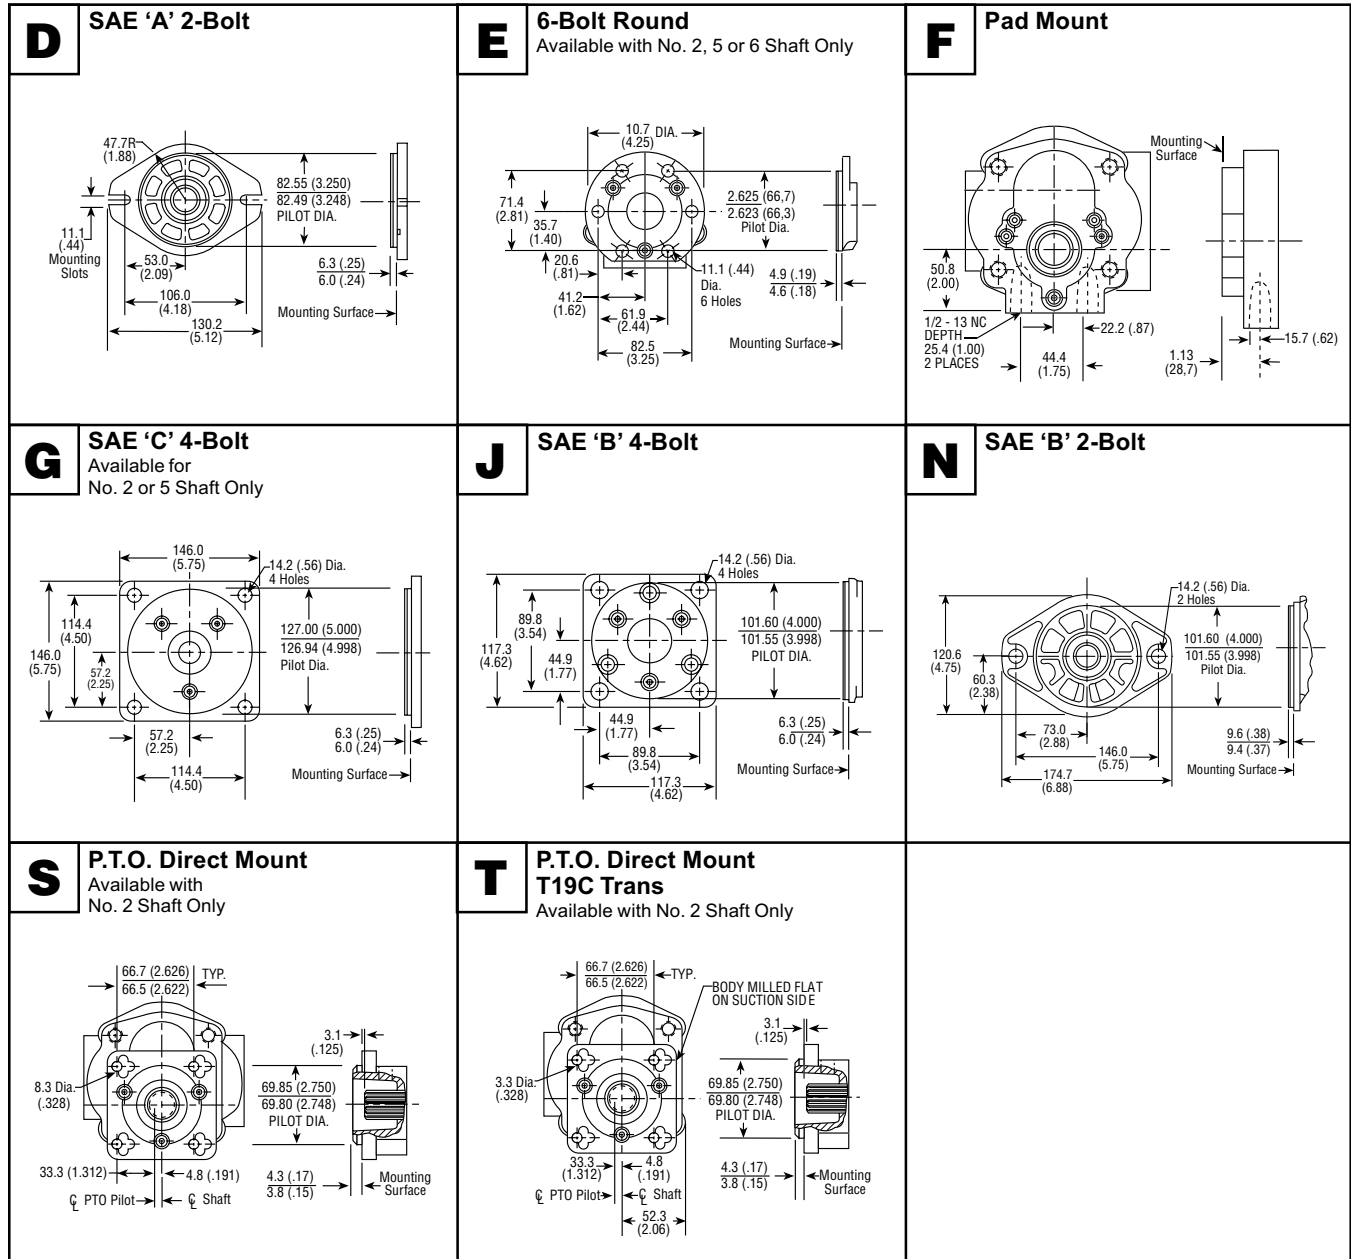 D
SAE ‘A’ 2-Bolt
47.7R
(1.88)
82.55 (3.250)
82.49 (3.248)
PILOT DIA.
11.1
(.44)
Mounting
Slots
53.0
(2.09)
106.0
(4.18)
130.2
(5.12)
6.3 (.25)
6.0 (.24)
Mounting Surface
E
6-Bolt Round
Available with No. 2, 5 or 6 Shaft Only
10.7 DIA.
(4.25)
71.4
(2.81)
35.7
(1.40)
2.625 (66,7)
2.623 (66,3)
Pilot Dia.
20.6
(.81)
41.2
(1.62)
61.9
(2.44)
82.5
(3.25)
11.1 (.44)
Dia.
6 Holes
4.9 (.19)
4.6 (.18)
Mounting Surface
F
Pad Mount
Mounting
Surface
50.8
(2.00)
1/2 - 13 NC
DEPTH
25.4 (1.00)
2 PLACES
22.2 (.87)
44.4
(1.75)
1.13
(28,7)
15.7 (.62)
G
SAE ‘C’ 4-Bolt
Available for
No. 2 or 5 Shaft Only
146.0
(5.75)
14.2 (.56) Dia.
4 Holes
114.4
(4.50)
146.0
(5.75)
57.2
(2.25)
127.00 (5.000)
126.94 (4.998)
Pilot Dia.
57.2
(2.25)
114.4
(4.50)
6.3 (.25)
6.0 (.24)
Mounting Surface
J
SAE ‘B’ 4-Bolt
14.2 (.56) Dia.
4 Holes
89.8
(3.54)
117.3
(4.62)
44.9
(1.77)
101.60 (4.000)
101.55 (3.998)
PILOT DIA.
44.9
(1.77)
89.8
(3.54)
117.3
(4.62)
6.3 (.25)
6.0 (.24)
Mounting Surface
N
SAE ‘B’ 2-Bolt
14.2 (.56) Dia.
2 Holes
120.6
(4.75)
60.3
(2.38)
101.60 (4.000)
101.55 (3.998)
Pilot Dia.
73.0
(2.88)
146.0
(5.75)
174.7
(6.88)
9.6 (.38)
9.4 (.37)
Mounting Surface
S
P.T.O. Direct Mount
Available with
No. 2 Shaft Only
66.7 (2.626) TYP.
66.5 (2.622)
3.1
(.125)
8.3 Dia.
(.328)
69.85 (2.750)
69.80 (2.748)
PILOT DIA.
33.3 (1.312)
4.8 (.191)
℄ PTO Pilot
℄ Shaft
4.3 (.17)
3.8 (.15)
Mounting
Surface
T
P.T.O. Direct Mount
T19C Trans
Available with No. 2 Shaft Only
66.7 (2.626) TYP.
66.5 (2.622)
BODY MILLED FLAT
ON SUCTION SIDE
3.1
(.125)
3.3 Dia.
(.328)
69.85 (2.750)
69.80 (2.748)
PILOT DIA.
33.3
(1.312)
4.8
(.191)
℄ PTO Pilot
℄ Shaft
52.3
(2.06)
4.3 (.17)
3.8 (.15)
Mounting
Surface